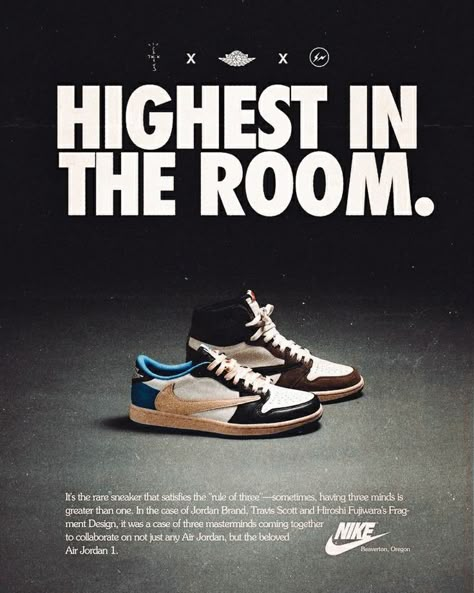 X X
HIGHEST IN
THE ROOM.
It's the rare sneaker that satisfies the "rule of three"—sometimes, having three minds is
greater than one. In the case of Jordan Brand, Travis Scott and Hiroshi Fujiwara's Frag-
ment Design, it was a case of three masterminds coming together
to collaborate on not just any Air Jordan, but the beloved
Air Jordan 1.
NIKE
Beaverton, Oregon